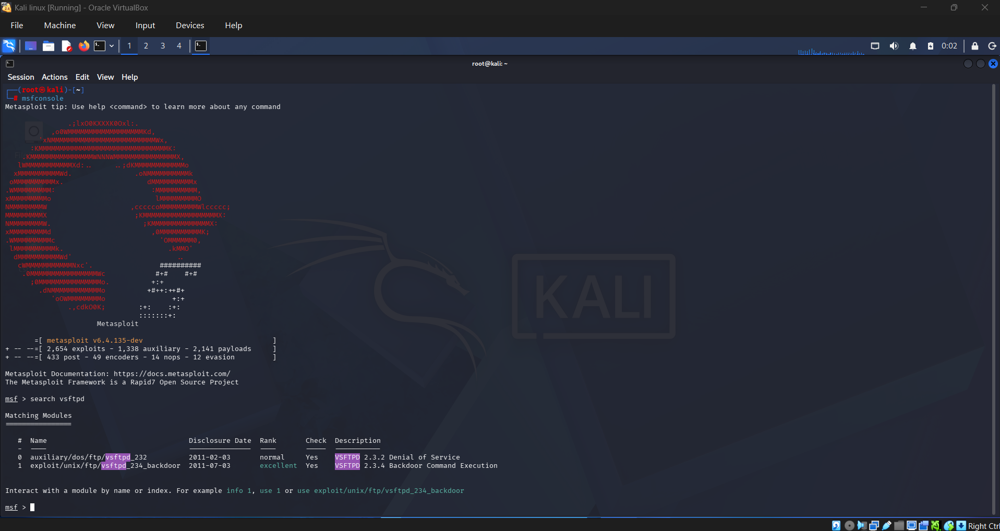 Kali linux [Running] - Oracle VirtualBox
File Machine View Input Devices Help
1 2 3 4 0:02
root@kali: ~
Session Actions Edit View Help
┌──(root㉿kali)-[~]
└─# msfconsole
Metasploit tip: Use help <command> to learn more about any command
.;lxO0KXXXK0Oxl:.
,o0WMMMMMMMMMMMMMMMMMMKd,
'xNMMMMMMMMMMMMMMMMMMMMMMMMMWx,
:KMMMMMMMMMMMMMMMMMMMMMMMMMMMMMMMK:
.KMMMMMMMMMMMMMMMWNNNWMMMMMMMMMMMMMMMX,
lWMMMMMMMMMMMXd:..     ..;dKMMMMMMMMMMMMo
xMMMMMMMMMMWd.               .oNMMMMMMMMMMk
oMMMMMMMMMMx.                    dMMMMMMMMMMx
.WMMMMMMMMM:                       :MMMMMMMMMM,
xMMMMMMMMMo                         lMMMMMMMMMO
NMMMMMMMMW                    ,cccccoMMMMMMMMMWlccccc;
MMMMMMMMMX                     ;KMMMMMMMMMMMMMMMMMMX:
NMMMMMMMMW.                      ;KMMMMMMMMMMMMMMX:
xMMMMMMMMMd                        ,0MMMMMMMMMMK;
.WMMMMMMMMMc                         'OMMMMMM0,
lMMMMMMMMMMk.                         .kMMO'
dMMMMMMMMMMWd'                         ..
cWMMMMMMMMMMMNxc'.                ##########
.0MMMMMMMMMMMMMMMMWc            #+#    #+#
;0MMMMMMMMMMMMMMMo.          +:+
.dNMMMMMMMMMMMMo          +#++:++#+
'oOWMMMMMMMMo                +:+
.,cdkO0K;        :+:    :+:
:::::::+:
Metasploit
=[ metasploit v6.4.135-dev ]
+ -- --=[ 2,654 exploits - 1,338 auxiliary - 2,141 payloads ]
+ -- --=[ 433 post - 49 encoders - 14 nops - 12 evasion ]
Metasploit Documentation: https://docs.metasploit.com/
The Metasploit Framework is a Rapid7 Open Source Project
msf > search vsftpd
Matching Modules
================
# Name Disclosure Date Rank Check Description
- ---- --------------- ---- ----- -----------
0 auxiliary/dos/ftp/vsftpd_232 2011-02-03 normal Yes VSFTPD 2.3.2 Denial of Service
1 exploit/unix/ftp/vsftpd_234_backdoor 2011-07-03 excellent Yes VSFTPD 2.3.4 Backdoor Command Execution
Interact with a module by name or index. For example info 1, use 1 or use exploit/unix/ftp/vsftpd_234_backdoor
msf >
KALI
Right Ctrl